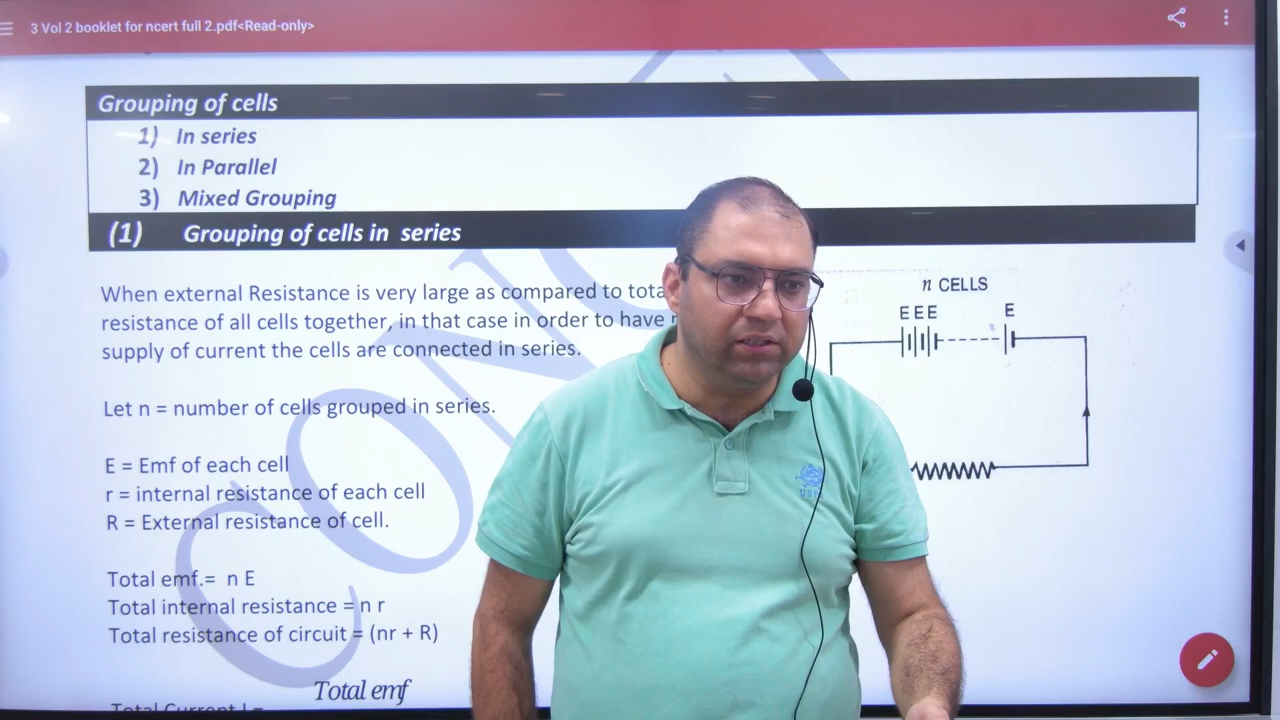 3 Vol 2 booklet for ncert full 2.pdf<Read-only>
Grouping of cells
1) In series
2) In Parallel
3) Mixed Grouping
(1) Grouping of cells in series
When external Resistance is very large as compared to
resistance of all cells together, in that case in order to have
supply of current the cells are connected in series.
Let n = number of cells grouped in series.
E = Emf of each cell
r = internal resistance of each cell
R = External resistance of cell.
Total emf.= n E
Total internal resistance = n r
Total resistance of circuit = (nr + R)
Total emf
Total Current I =
n CELLS
E E E E
USPA